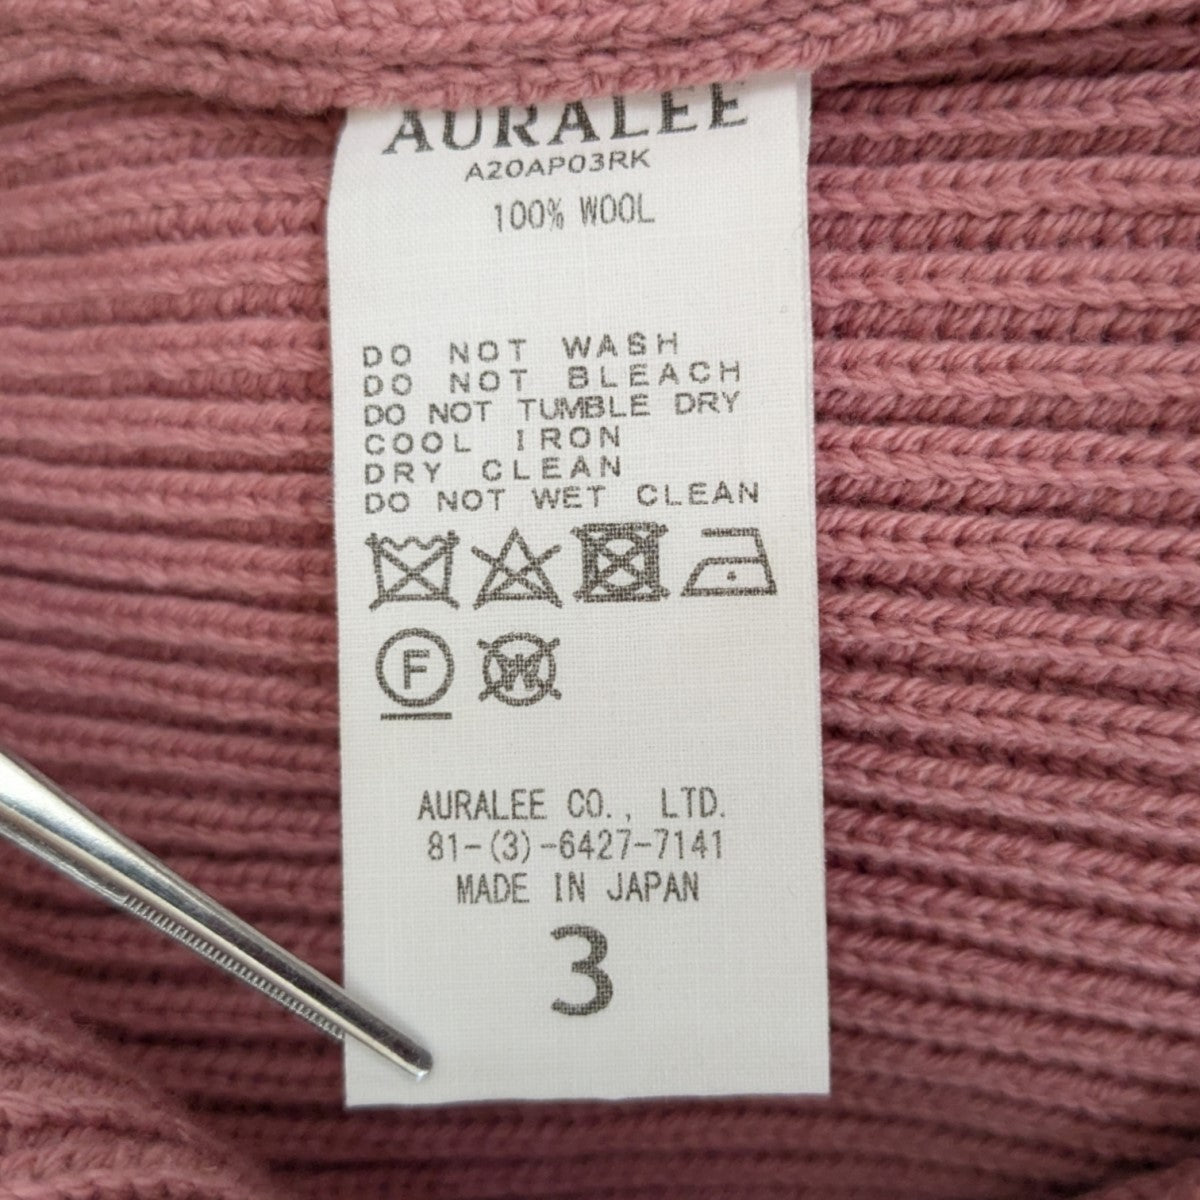 AURALEE
A20AP03RK
100% WOOL
DO NOT WASH
DO NOT BLEACH
DO NOT TUMBLE DRY
COOL IRON
DRY CLEAN
DO NOT WET CLEAN
F W
AURALEE CO., LTD.
81-(3)-6427-7141
MADE IN JAPAN
3